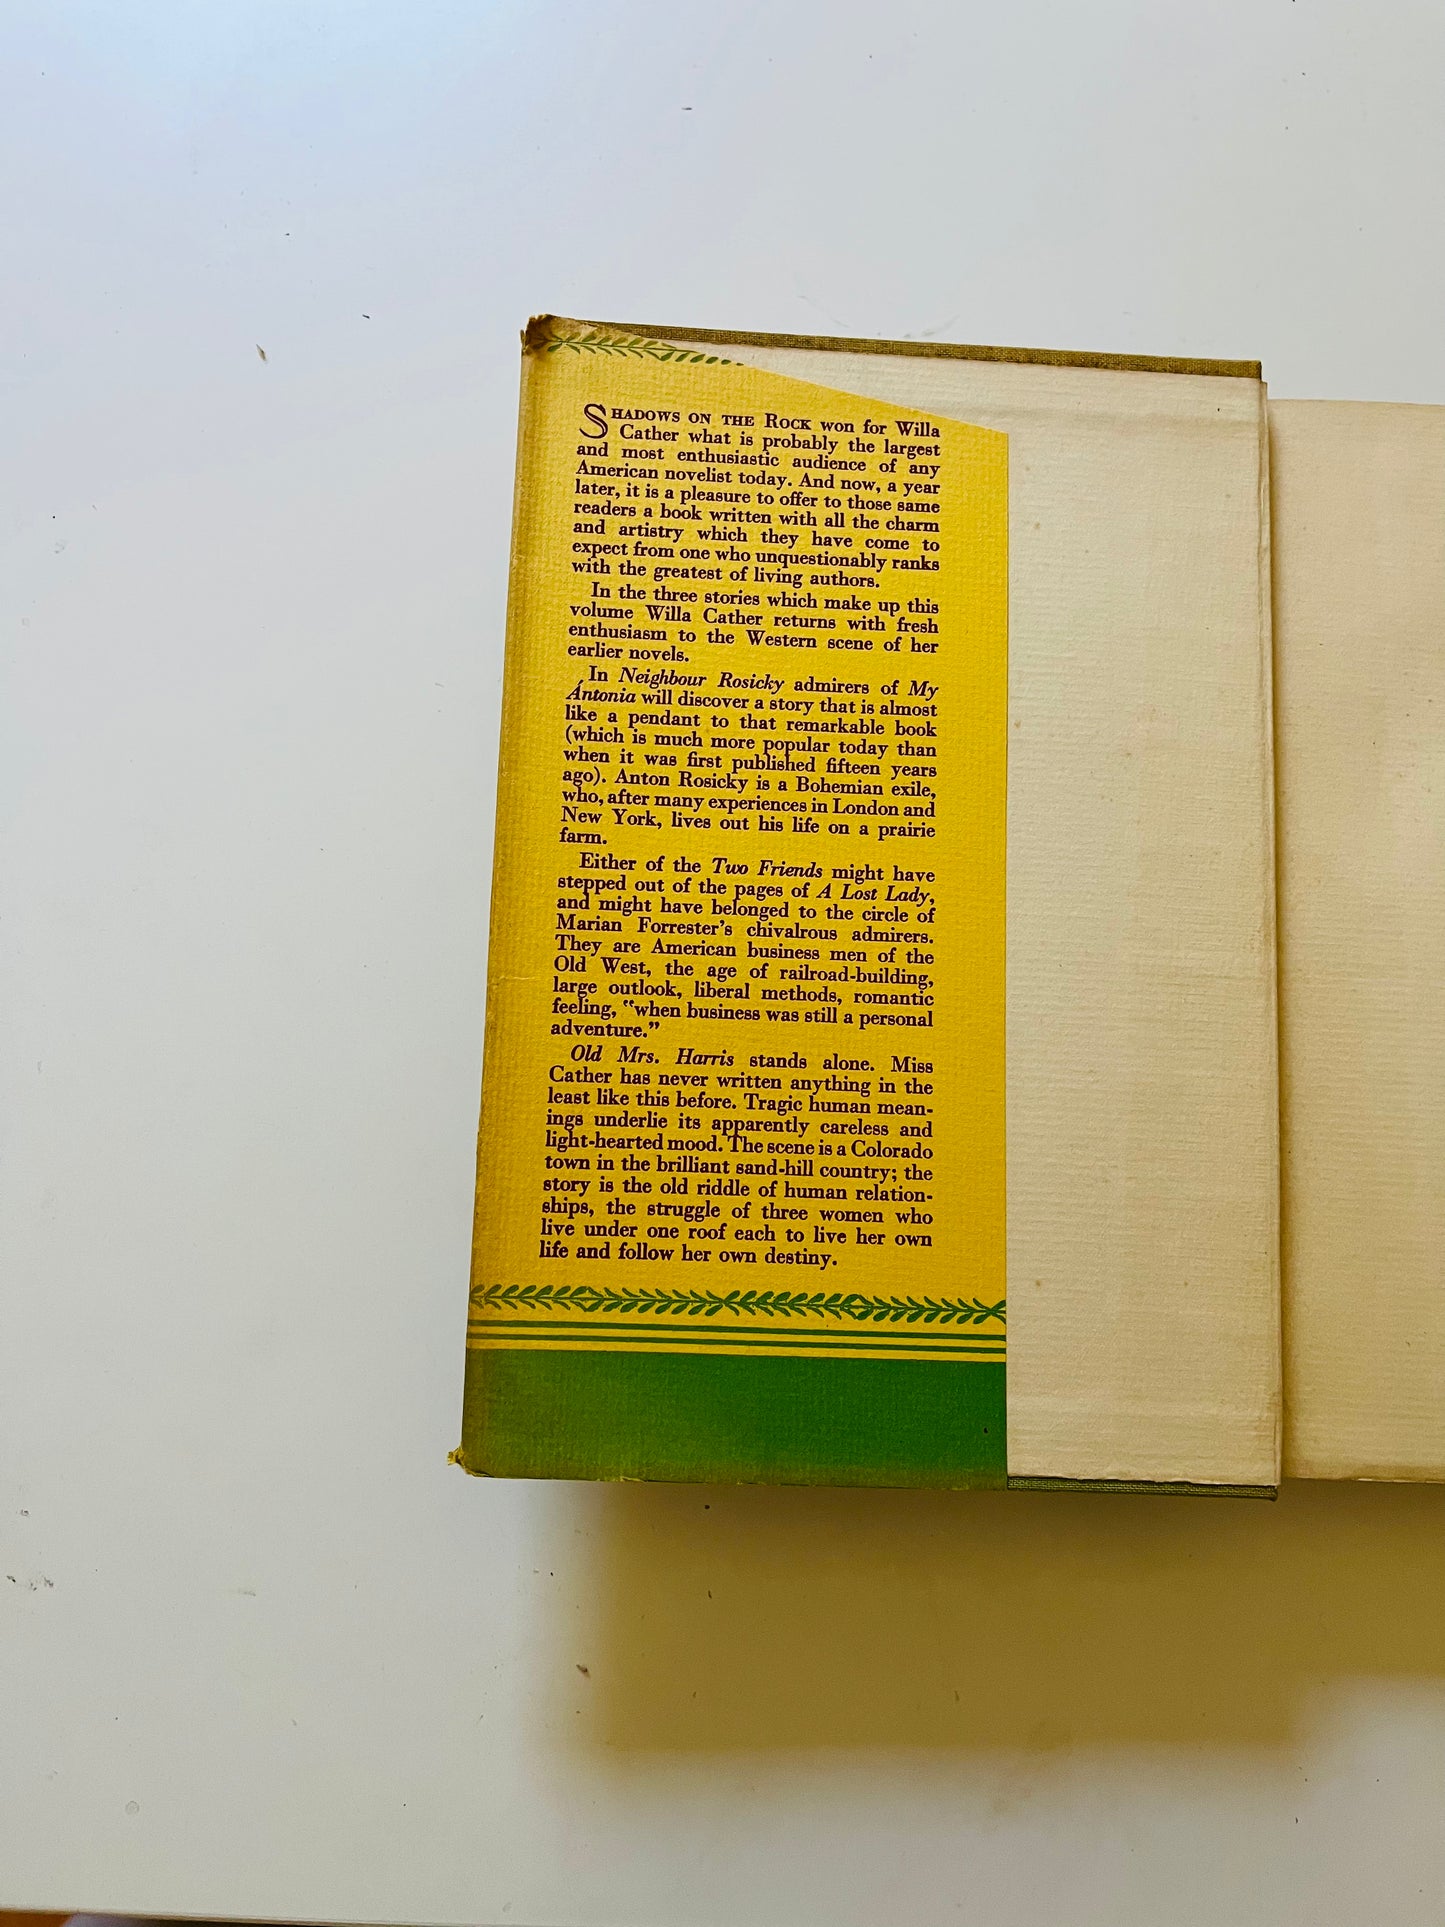 SHADOWS ON THE ROCK won for Willa
Cather what is probably the largest
and most enthusiastic audience of any
American novelist today. And now, a year
later, it is a pleasure to offer to those same
readers a book written with all the charm
and artistry which they have come to
expect from one who unquestionably ranks
with the greatest of living authors.
In the three stories which make up this
volume Willa Cather returns with fresh
enthusiasm to the Western scene of her
earlier novels.
In Neighbour Rosicky admirers of My
Ántonia will discover a story that is almost
like a pendant to that remarkable book
(which is much more popular today than
when it was first published fifteen years
ago). Anton Rosicky is a Bohemian exile,
who, after many experiences in London and
New York, lives out his life on a prairie
farm.
Either of the Two Friends might have
stepped out of the pages of A Lost Lady,
and might have belonged to the circle of
Marian Forrester's chivalrous admirers.
They are American business men of the
Old West, the age of railroad-building,
large outlook, liberal methods, romantic
feeling, "when business was still a personal
adventure."
Old Mrs. Harris stands alone. Miss
Cather has never written anything in the
least like this before. Tragic human mean-
ings underlie its apparently careless and
light-hearted mood. The scene is a Colorado
town in the brilliant sand-hill country; the
story is the old riddle of human relation-
ships, the struggle of three women who
live under one roof each to live her own
life and follow her own destiny.